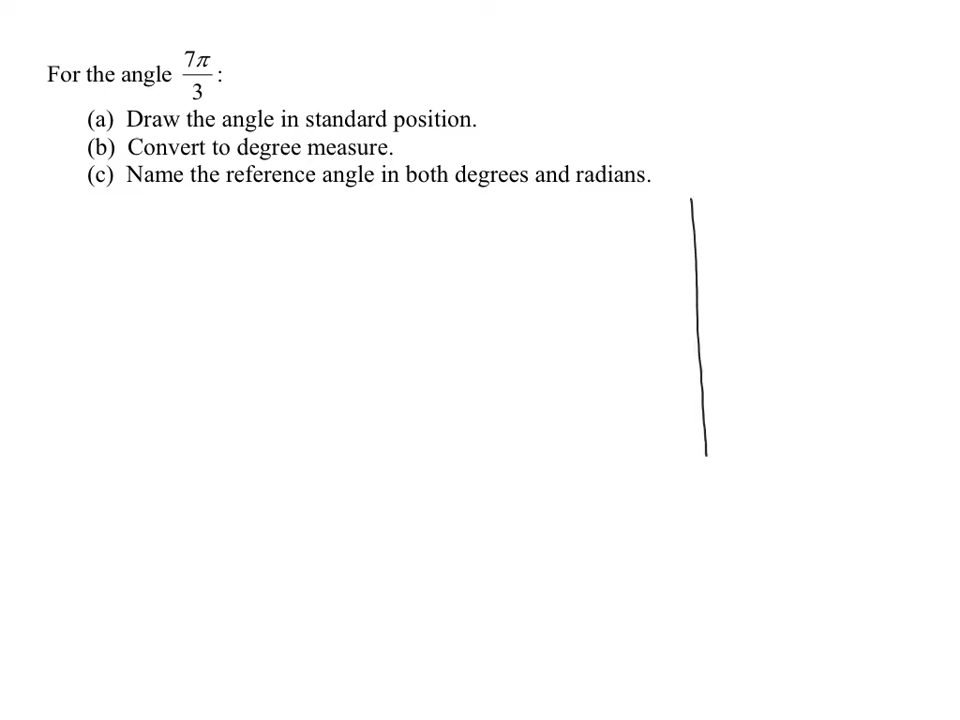 For the angle 7π/3 :
(a) Draw the angle in standard position.
(b) Convert to degree measure.
(c) Name the reference angle in both degrees and radians.